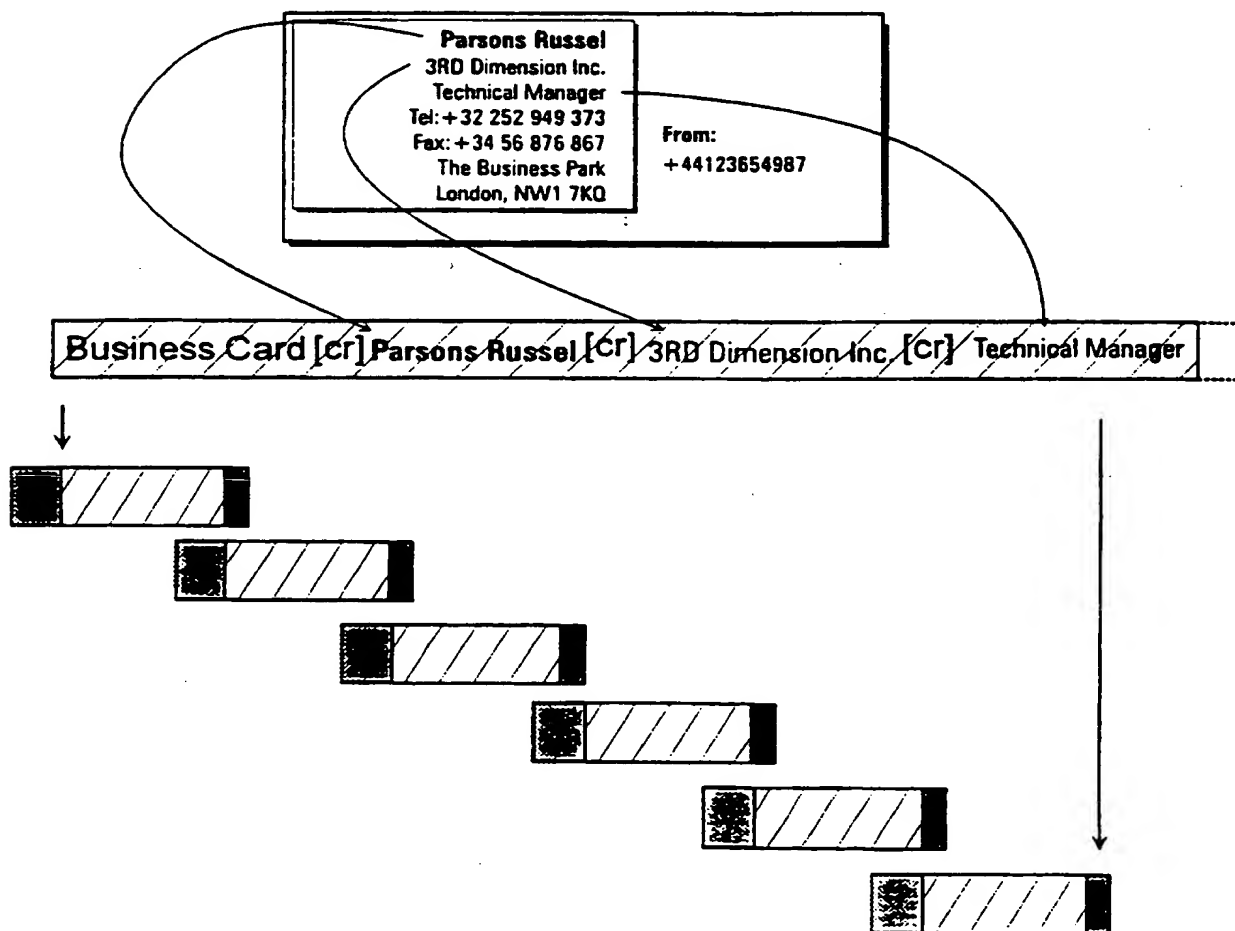 Parsons Russel
3RD Dimension Inc.
Technical Manager
Tel: +32 252 949 373
Fax: +34 56 876 867
The Business Park
London, NW1 7KQ
From:
+44123654987
Business Card [cr] Parsons Russel [cr] 3RD Dimension Inc. [cr] Technical Manager